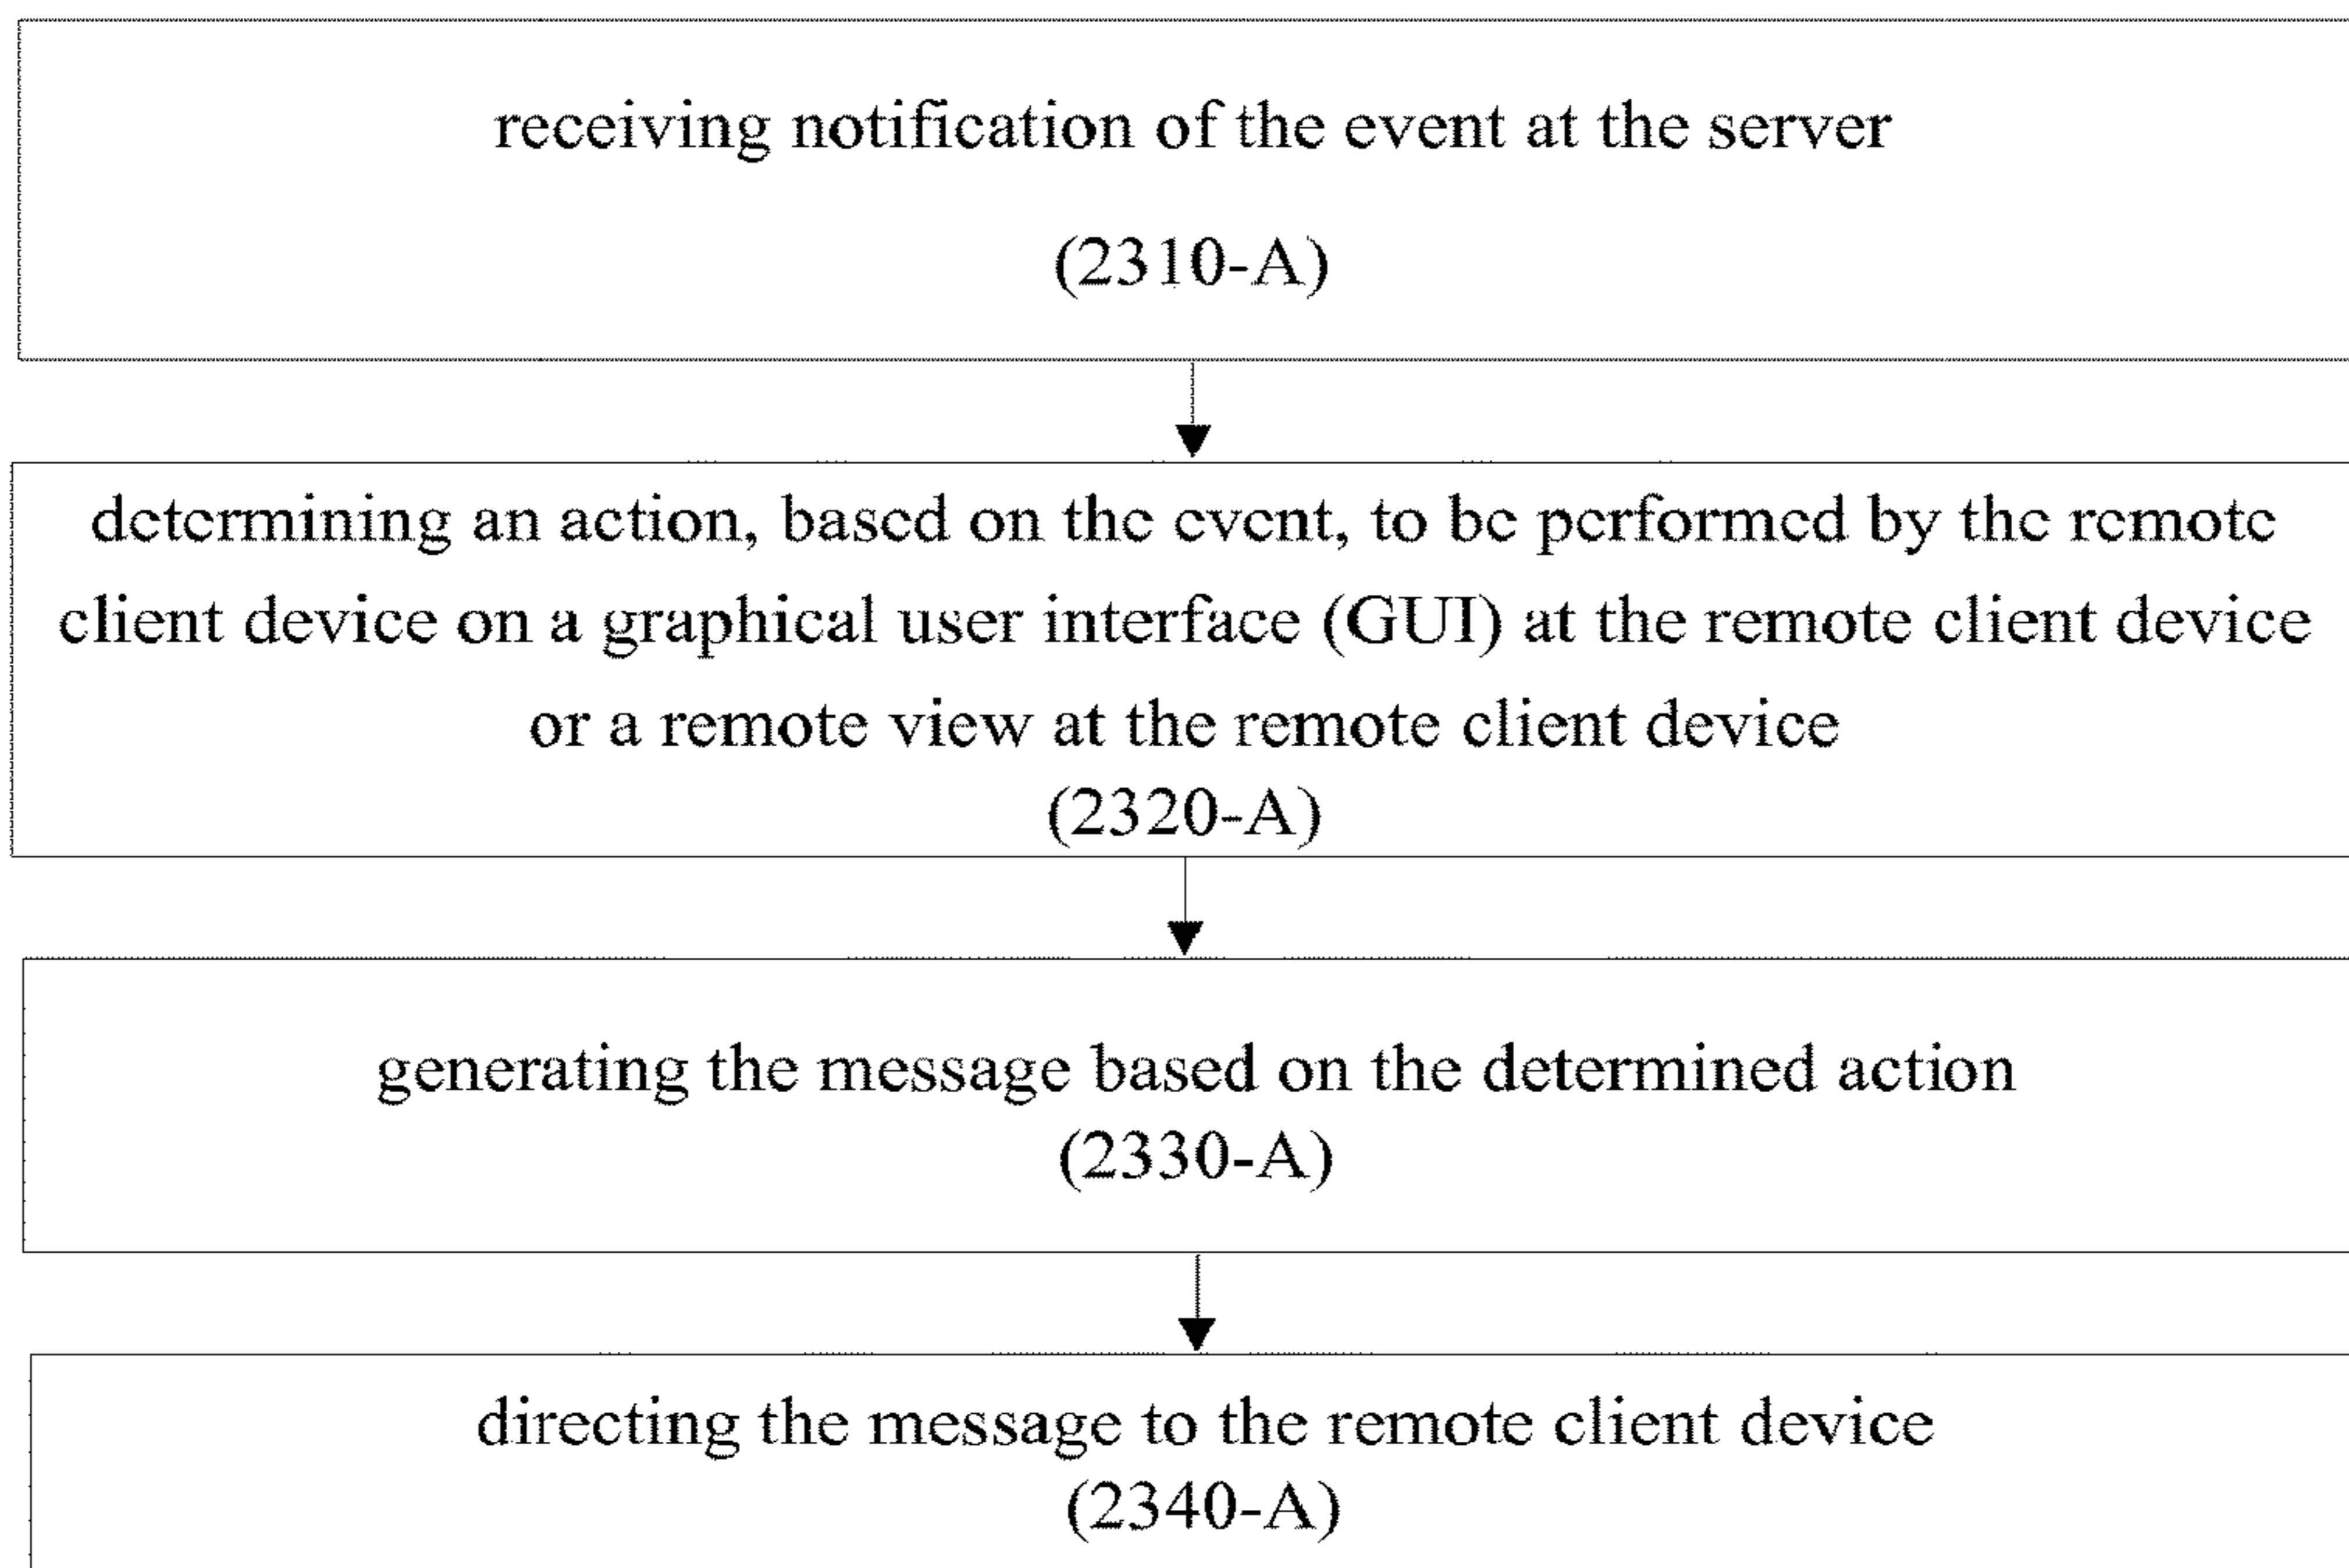 receiving notification of the event at the server
(2310-A)
determining an action, based on the event, to be performed by the remote
client device on a graphical user interface (GUI) at the remote client device
or a remote view at the remote client device
(2320-A)
generating the message based on the determined action
(2330-A)
directing the message to the remote client device
(2340-A)